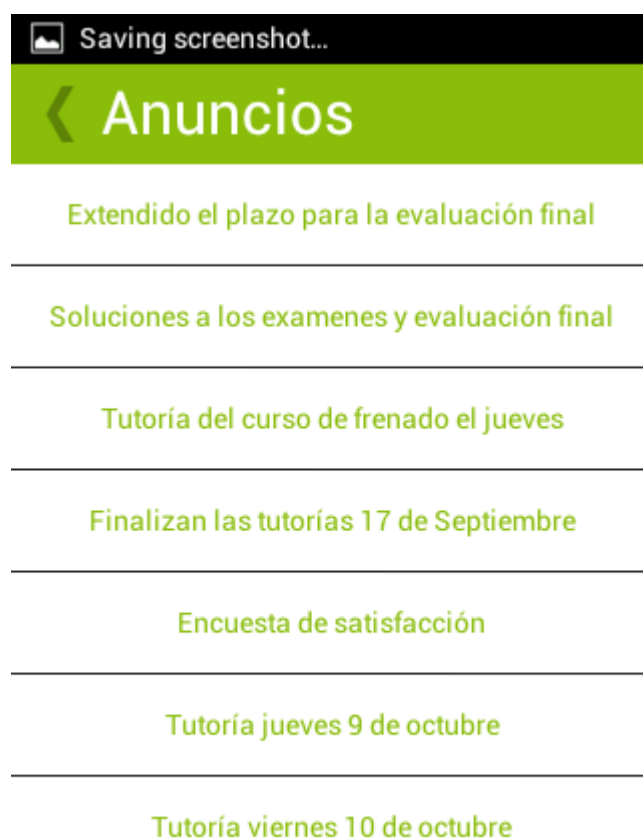 Saving screenshot...
Anuncios
Extendido el plazo para la evaluación final
Soluciones a los examenes y evaluación final
Tutoría del curso de frenado el jueves
Finalizan las tutorías 17 de Septiembre
Encuesta de satisfacción
Tutoría jueves 9 de octubre
Tutoría viernes 10 de octubre